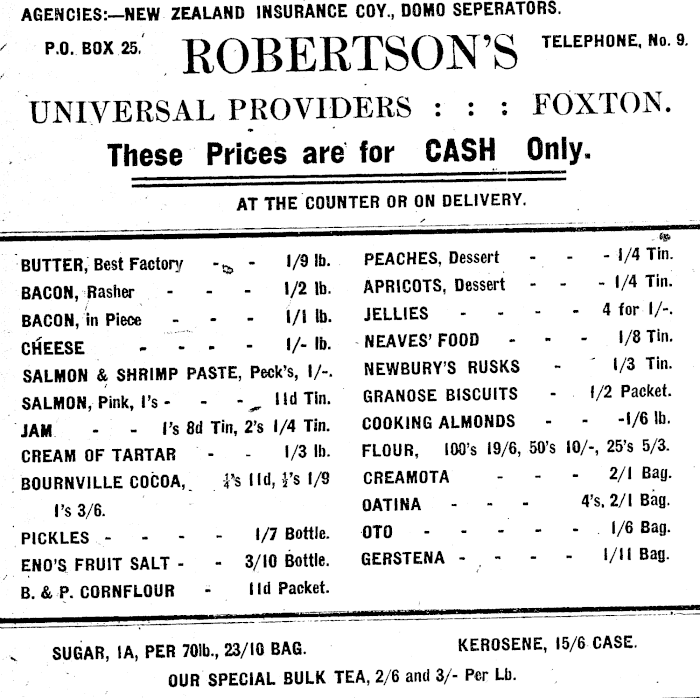 AGENCIES:—NEW ZEALAND INSURANCE COY., DOMO SEPERATORS.
P.O. BOX 25. ROBERTSON'S TELEPHONE, No. 9.
UNIVERSAL PROVIDERS : : : FOXTON.
These Prices are for CASH Only.
AT THE COUNTER OR ON DELIVERY.
BUTTER, Best Factory - - 1/9 lb.
BACON, Rasher - - - 1/2 lb.
BACON, in Piece - - - 1/1 lb.
CHEESE - - - - 1/- lb.
SALMON & SHRIMP PASTE, Peck's, 1/-.
SALMON, Pink, 1's - - - 11d Tin.
JAM - - 1's 8d Tin, 2's 1/4 Tin.
CREAM OF TARTAR - - 1/3 lb.
BOURNVILLE COCOA, ¼'s 11d, ½'s 1/9
1's 3/6.
PICKLES - - - - 1/7 Bottle.
ENO'S FRUIT SALT - - 3/10 Bottle.
B. & P. CORNFLOUR - 11d Packet.
PEACHES, Dessert - - - 1/4 Tin.
APRICOTS, Dessert - - - 1/4 Tin.
JELLIES - - - - 4 for 1/-.
NEAVES' FOOD - - - 1/8 Tin.
NEWBURY'S RUSKS - 1/3 Tin.
GRANOSE BISCUITS - 1/2 Packet.
COOKING ALMONDS - - -1/6 lb.
FLOUR, 100's 19/6, 50's 10/-, 25's 5/3.
CREAMOTA - - - 2/1 Bag.
OATINA - - - 4's, 2/1 Bag.
OTO - - - - - 1/6 Bag.
GERSTENA - - - - 1/11 Bag.
SUGAR, 1A, PER 70lb., 23/10 BAG. KEROSENE, 15/6 CASE.
OUR SPECIAL BULK TEA, 2/6 and 3/- Per Lb.